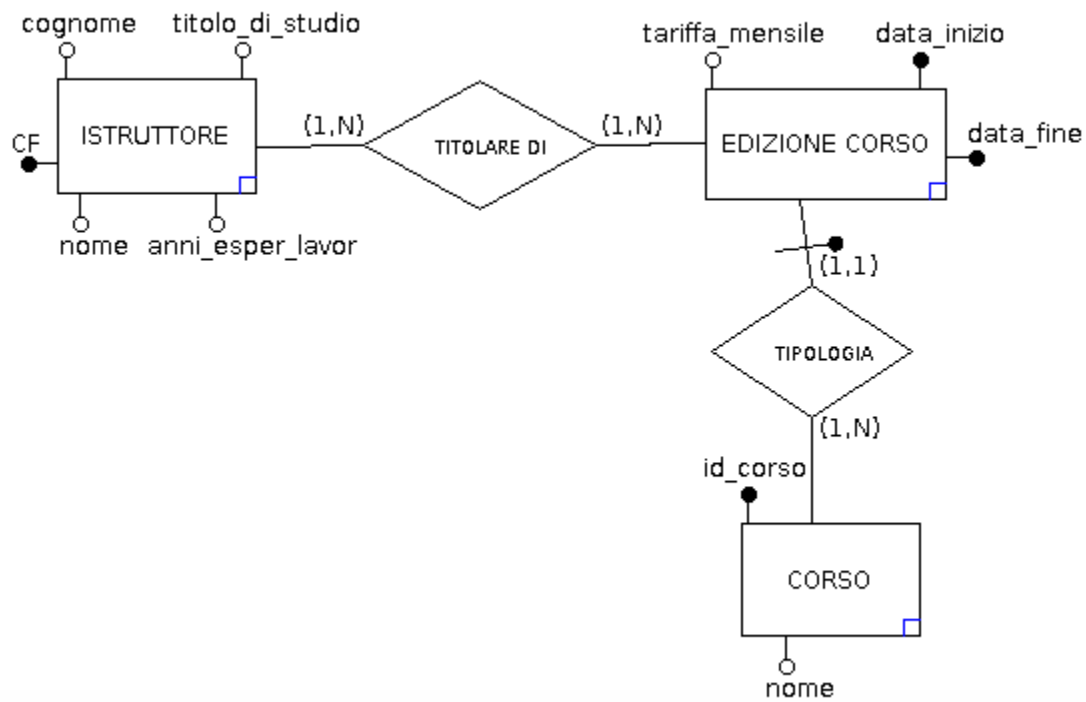 cognome
titolo_di_studio
tariffa_mensile
data_inizio
CF
ISTRUTTORE
(1,N)
TITOLARE DI
(1,N)
EDIZIONE CORSO
data_fine
nome
anni_esper_lavor
(1,1)
TIPOLOGIA
(1,N)
id_corso
CORSO
nome